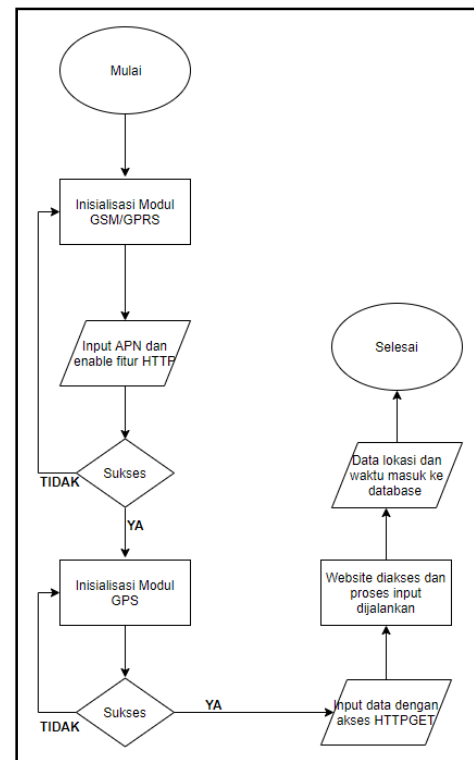 Mulai
Inisialisasi Modul
GSM/GPRS
Input APN dan
enable fitur HTTP
Sukses
TIDAK
YA
Inisialisasi Modul
GPS
Sukses
TIDAK
YA
Input data dengan
akses HTTPGET
Website diakses dan
proses input
dijalankan
Data lokasi dan
waktu masuk ke
database
Selesai